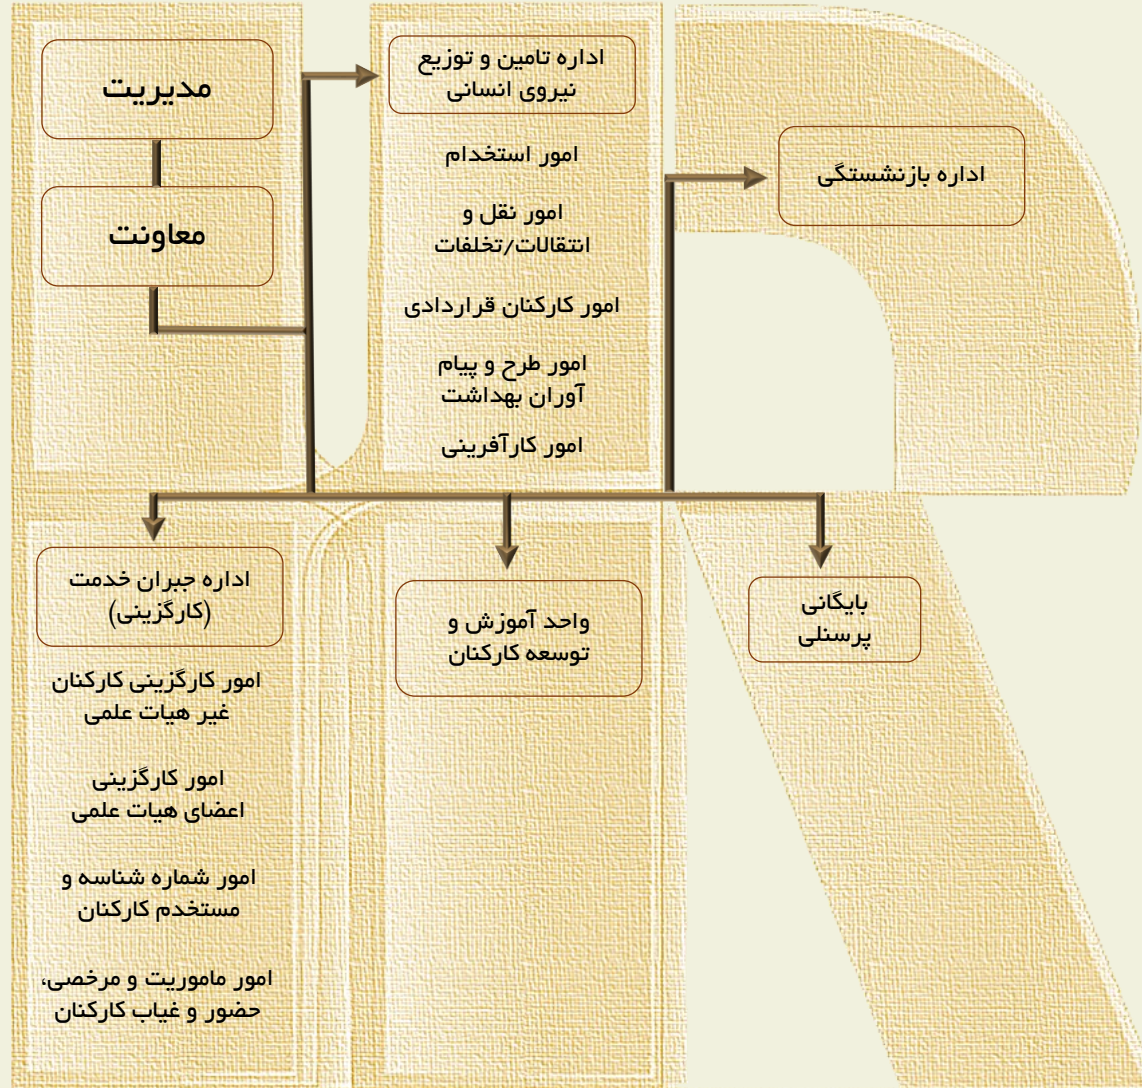 مدیریت
معاونت
اداره تامین و توزیع
نیروی انسانی
امور استخدام
امور نقل و
انتقالات/تخلفات
امور کارکنان قراردادی
امور طرح و پیام
آوران بهداشت
امور کارآفرینی
اداره بازنشستگی
اداره جبران خدمت
(کارگزینی)
امور کارگزینی کارکنان
غیر هیات علمی
امور کارگزینی
اعضای هیات علمی
امور شماره شناسه و
مستخدم کارکنان
امور ماموریت و مرخصی،
حضور و غیاب کارکنان
واحد آموزش و
توسعه کارکنان
بایگانی
پرسنلی